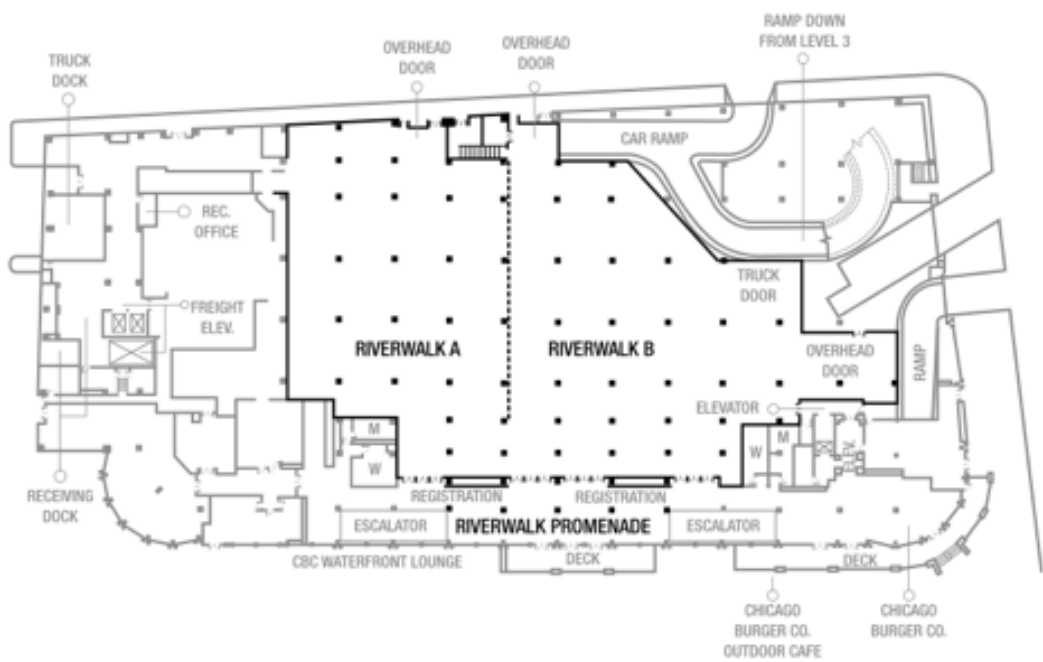 RAMP DOWN
FROM LEVEL 3
OVERHEAD
DOOR
OVERHEAD
DOOR
TRUCK
DOCK
CAR RAMP
REC.
OFFICE
TRUCK
DOOR
FREIGHT
ELEV.
RIVERWALK A
RIVERWALK B
OVERHEAD
DOOR
RAMP
ELEVATOR
M
W
M
W
ELEV.
RECEIVING
DOCK
REGISTRATION
REGISTRATION
ESCALATOR
RIVERWALK PROMENADE
ESCALATOR
CBC WATERFRONT LOUNGE
DECK
DECK
CHICAGO
BURGER CO.
OUTDOOR CAFE
CHICAGO
BURGER CO.